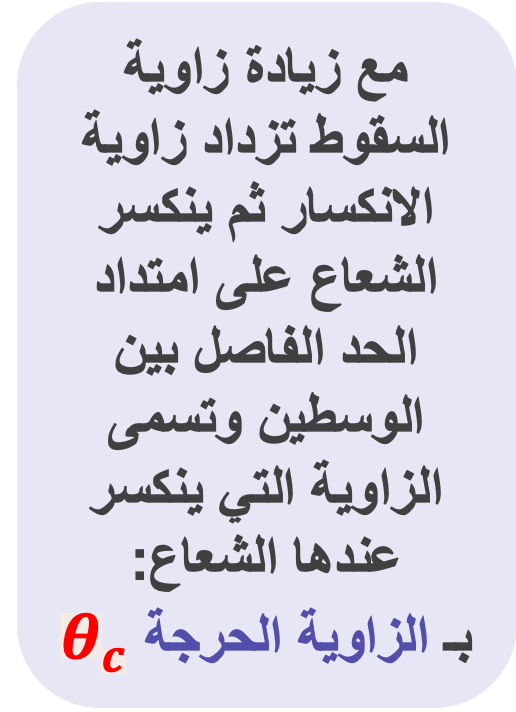 مع زيادة زاوية
السقوط تزداد زاوية
الانكسار ثم ينكسر
الشعاع على امتداد
الحد الفاصل بين
الوسطين وتسمى
الزاوية التي ينكسر
عندها الشعاع:
بـ الزاوية الحرجة θc